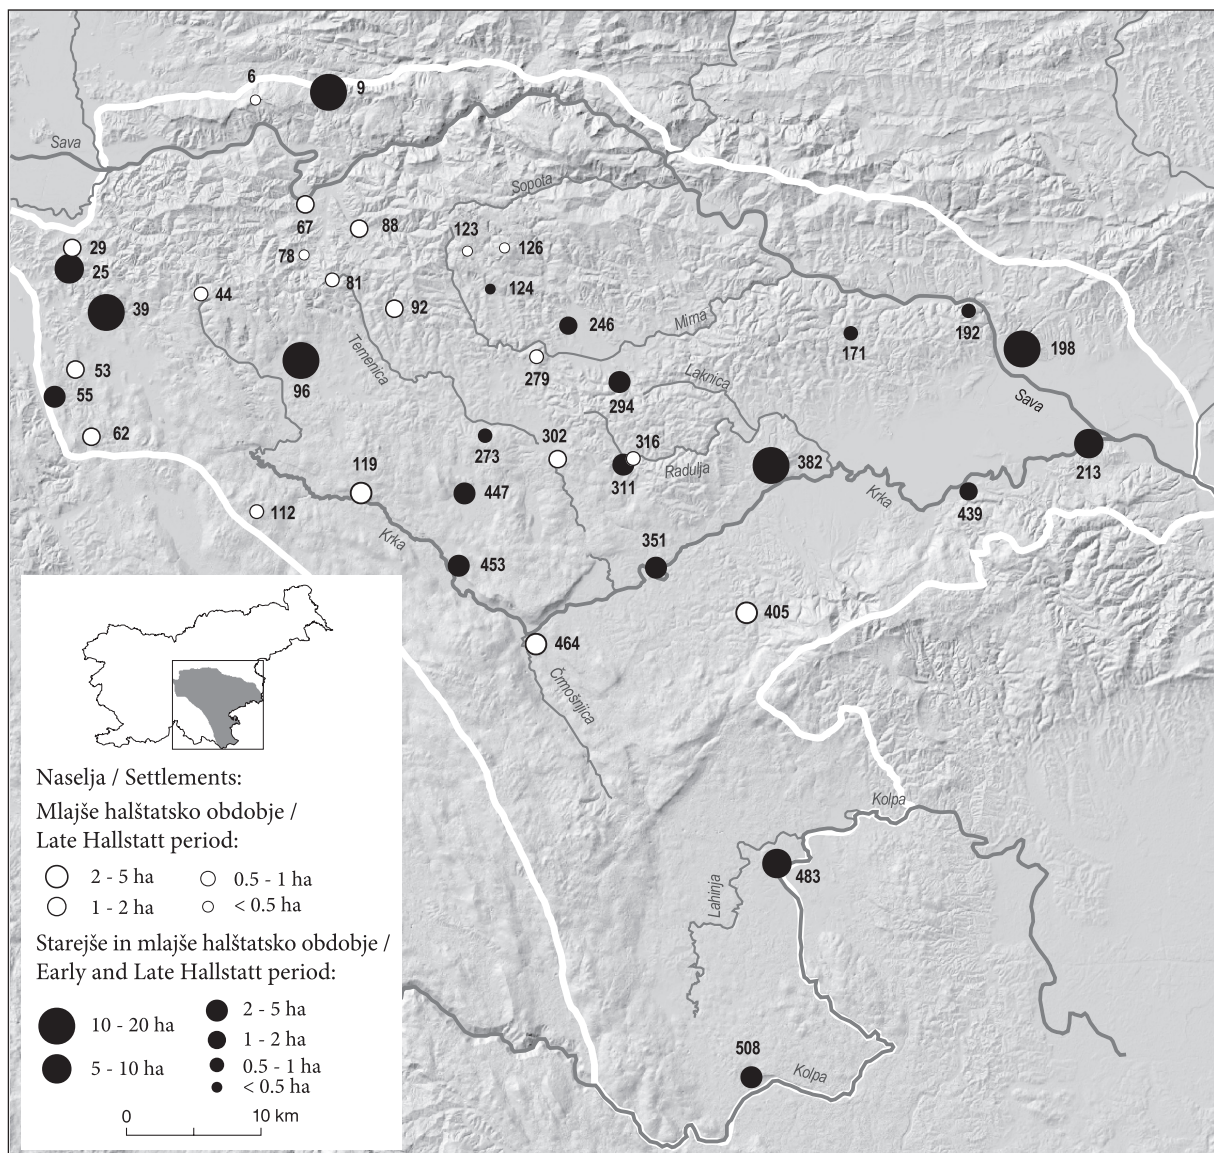 6
9
Sava
Sopota
67
88
123
126
78
29
25
81
124
44
92
39
246
Mirna
192
171
198
Temenica
279
53
96
Laknica
Sava
55
294
62
302
316
273
213
119
382
311
Radulja
447
Krka
439
112
Krka
351
453
405
464
Črmošnjica
Naselja / Settlements:
Mlajše halštatsko obdobje /
Late Hallstatt period:
2 - 5 ha
0.5 - 1 ha
1 - 2 ha
< 0.5 ha
Starejše in mlajše halštatsko obdobje /
Early and Late Hallstatt period:
10 - 20 ha
2 - 5 ha
1 - 2 ha
5 - 10 ha
0.5 - 1 ha
< 0.5 ha
0
10 km
Kolpa
483
Lahinja
508
Kolpa